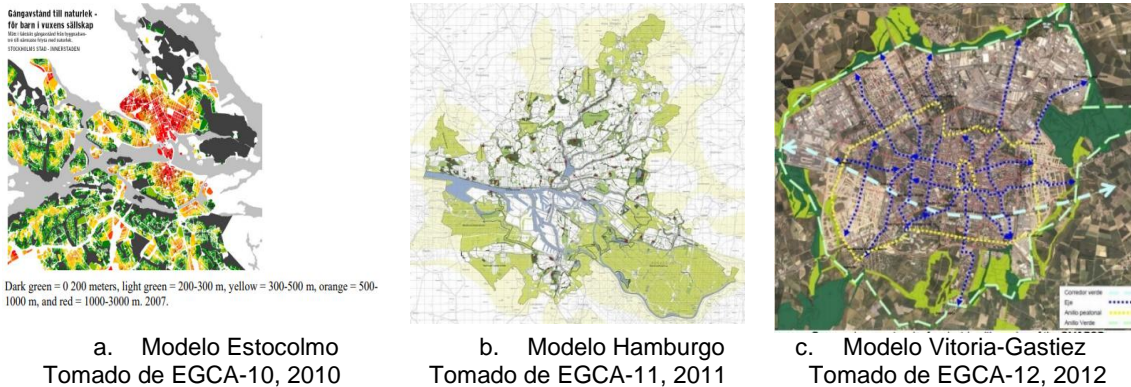 Gångavstånd till naturlek -
för barn i vuxens sällskap
STOCKHOLMS STAD - INNERSTADEN
Dark green = 0 200 meters, light green = 200-300 m, yellow = 300-500 m, orange = 500-
1000 m, and red = 1000-3000 m. 2007.
Corredor verde
Eje
Anillo peatonal
Anillo Verde
a. Modelo Estocolmo
Tomado de EGCA-10, 2010
b. Modelo Hamburgo
Tomado de EGCA-11, 2011
c. Modelo Vitoria-Gastiez
Tomado de EGCA-12, 2012